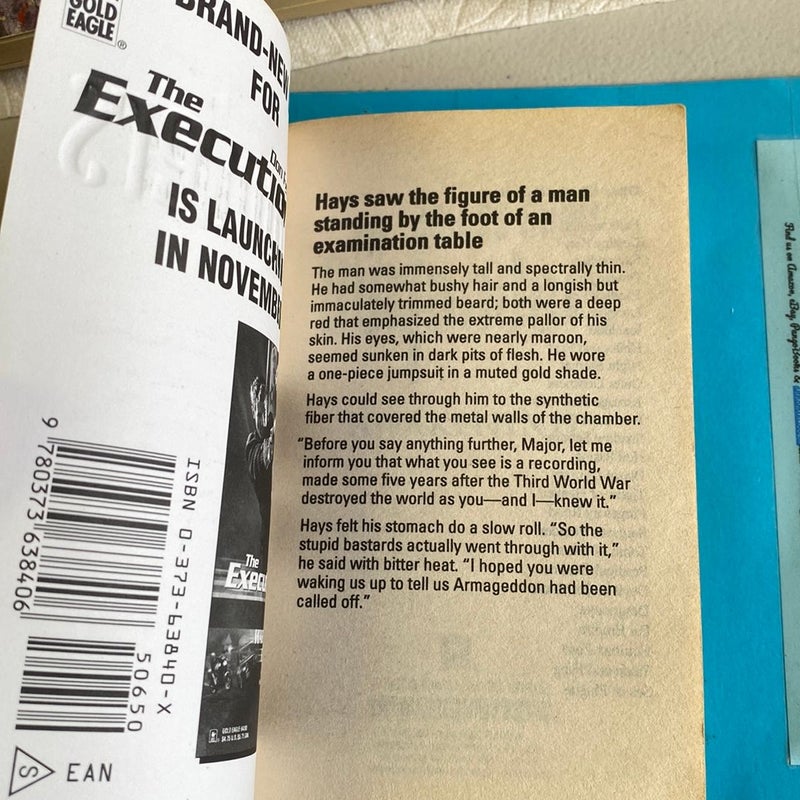 GOLD
EAGLE
®
BRAND-NEW
FOR
The
IS
IN
9 780373 638406
ISBN 0-373-63840-X
50650
S
EAN
The
Hays saw the figure of a man
standing by the foot of an
examination table
The man was immensely tall and spectrally thin.
He had somewhat bushy hair and a longish but
immaculately trimmed beard; both were a deep
red that emphasized the extreme pallor of his
skin. His eyes, which were nearly maroon,
seemed sunken in dark pits of flesh. He wore
a one-piece jumpsuit in a muted gold shade.
Hays could see through him to the synthetic
fiber that covered the metal walls of the chamber.
“Before you say anything further, Major, let me
inform you that what you see is a recording,
made some five years after the Third World War
destroyed the world as you—and I—knew it.”
Hays felt his stomach do a slow roll. “So the
stupid bastards actually went through with it,”
he said with bitter heat. “I hoped you were
waking us up to tell us Armageddon had been
called off.”
Find us on Amazon, eBay, PangoBooks &